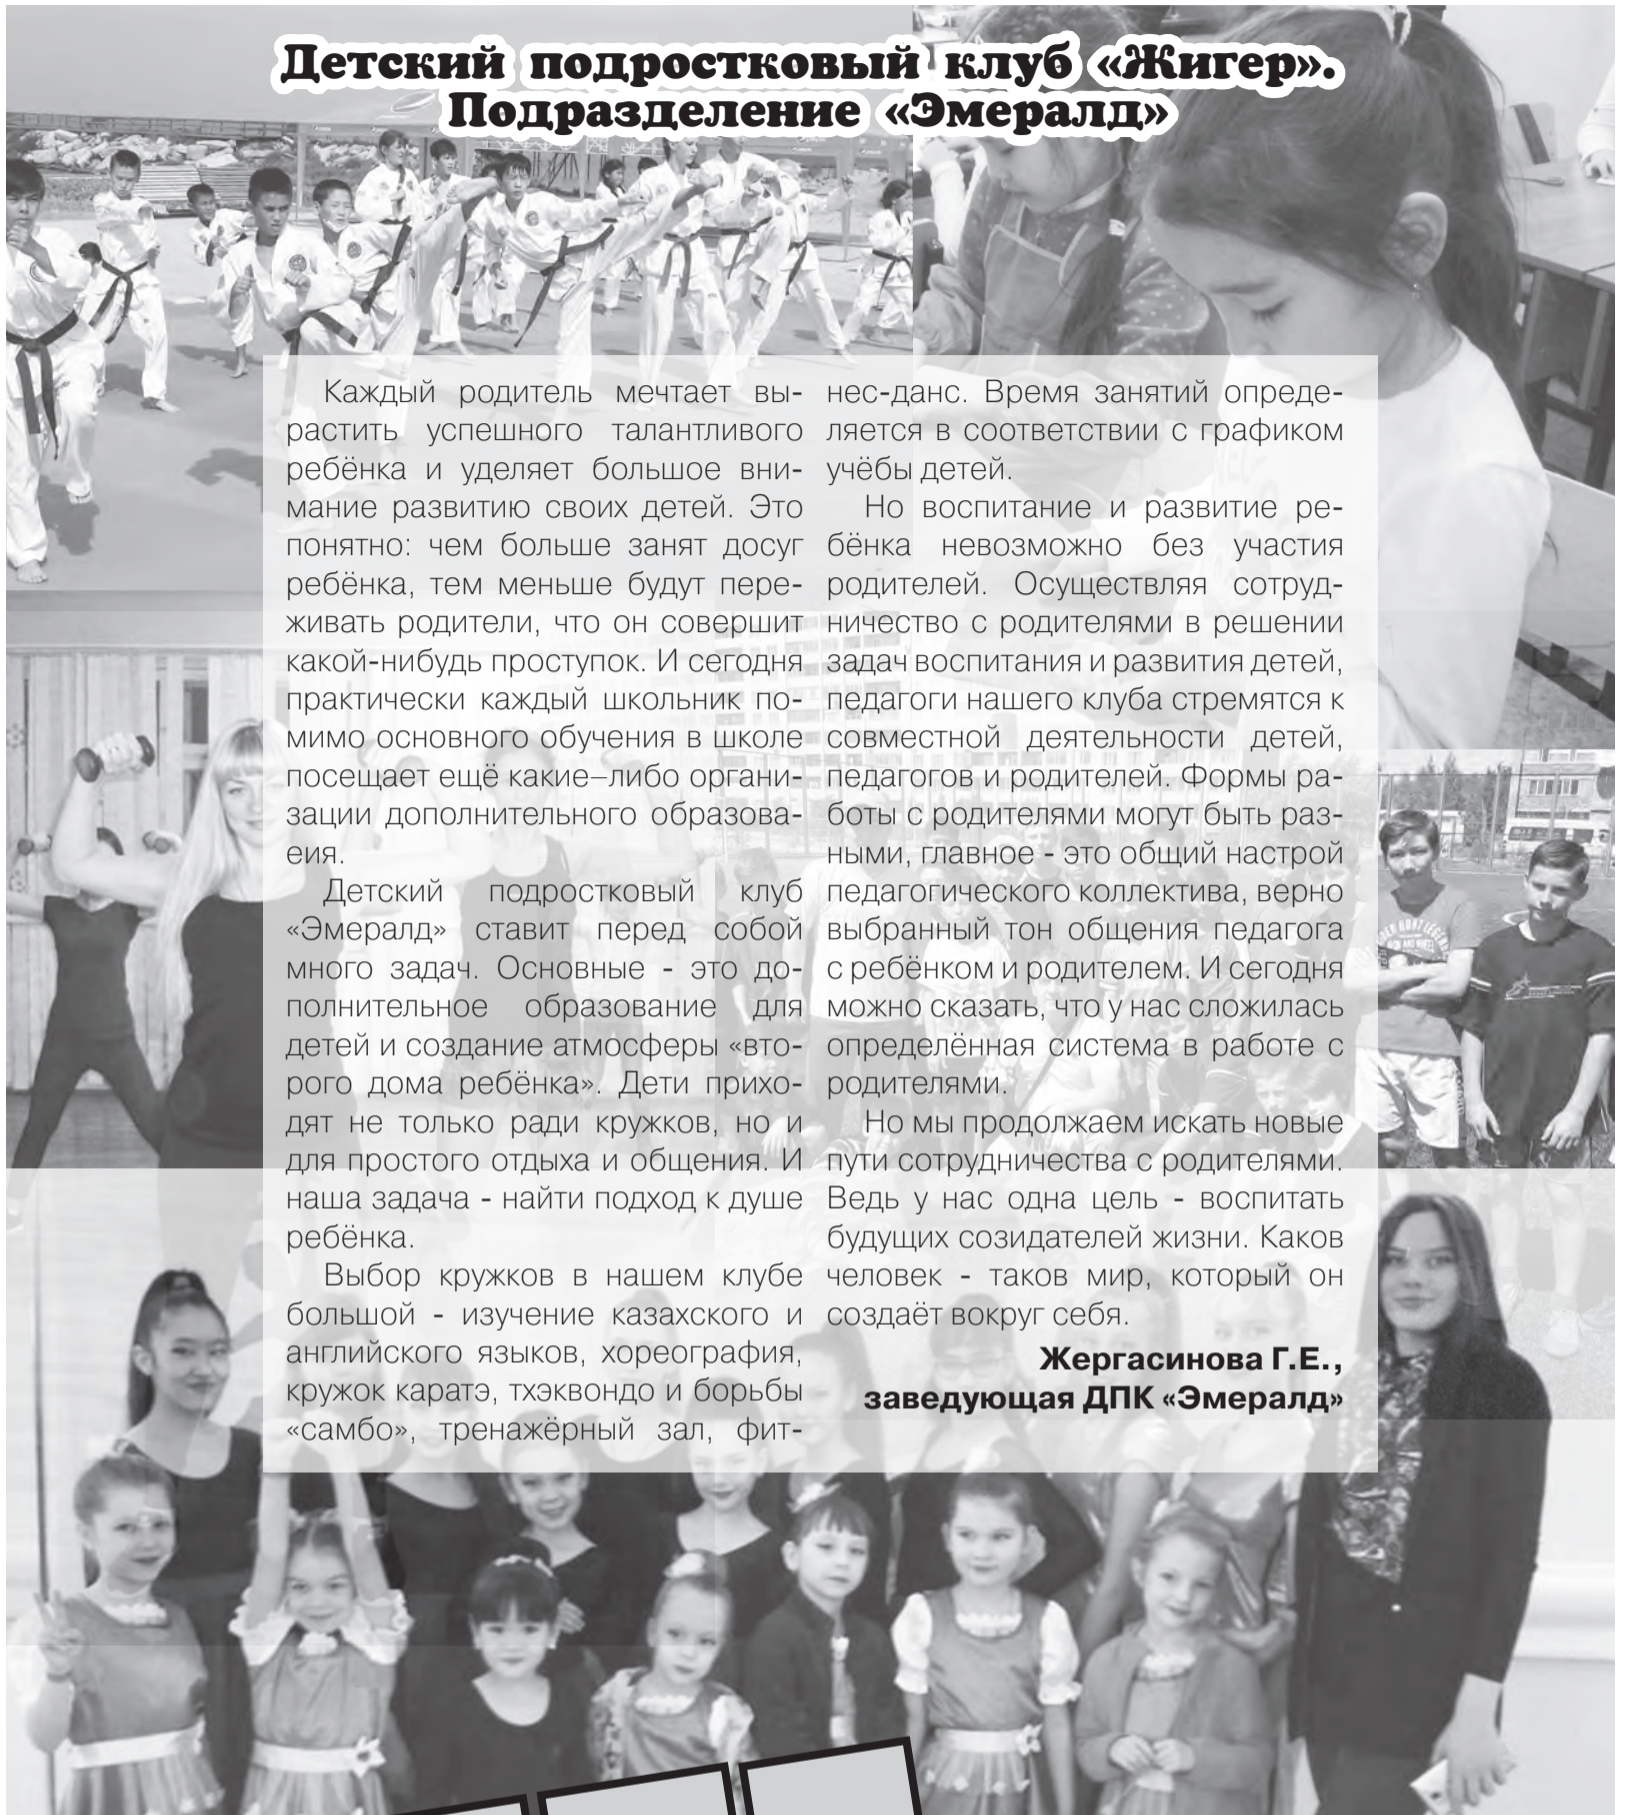 Детский подростковый клуб «Жигер».
Подразделение «Эмералд»
Каждый родитель мечтает вы-
растить успешного талантливого
ребёнка и уделяет большое вни-
мание развитию своих детей. Это
понятно: чем больше занят досуг
ребёнка, тем меньше будут пере-
живать родители, что он совершит
какой-нибудь проступок. И сегодня
практически каждый школьник по-
мимо основного обучения в школе
посещает ещё какие–либо органи-
зации дополнительного образова-
еия.
Детский подростковый клуб
«Эмералд» ставит перед собой
много задач. Основные - это до-
полнительное образование для
детей и создание атмосферы «вто-
рого дома ребёнка». Дети прихо-
дят не только ради кружков, но и
для простого отдыха и общения. И
наша задача - найти подход к душе
ребёнка.
Выбор кружков в нашем клубе
большой - изучение казахского и
английского языков, хореография,
кружок каратэ, тхэквондо и борьбы
«самбо», тренажёрный зал, фит-
нес-данс. Время занятий опреде-
ляется в соответствии с графиком
учёбы детей.
Но воспитание и развитие ре-
бёнка невозможно без участия
родителей. Осуществляя сотруд-
ничество с родителями в решении
задач воспитания и развития детей,
педагоги нашего клуба стремятся к
совместной деятельности детей,
педагогов и родителей. Формы ра-
боты с родителями могут быть раз-
ными, главное - это общий настрой
педагогического коллектива, верно
выбранный тон общения педагога
с ребёнком и родителем. И сегодня
можно сказать, что у нас сложилась
определённая система в работе с
родителями.
Но мы продолжаем искать новые
пути сотрудничества с родителями.
Ведь у нас одна цель - воспитать
будущих созидателей жизни. Каков
человек - таков мир, который он
создаёт вокруг себя.
Жергасинова Г.Е.,
заведующая ДПК «Эмералд»